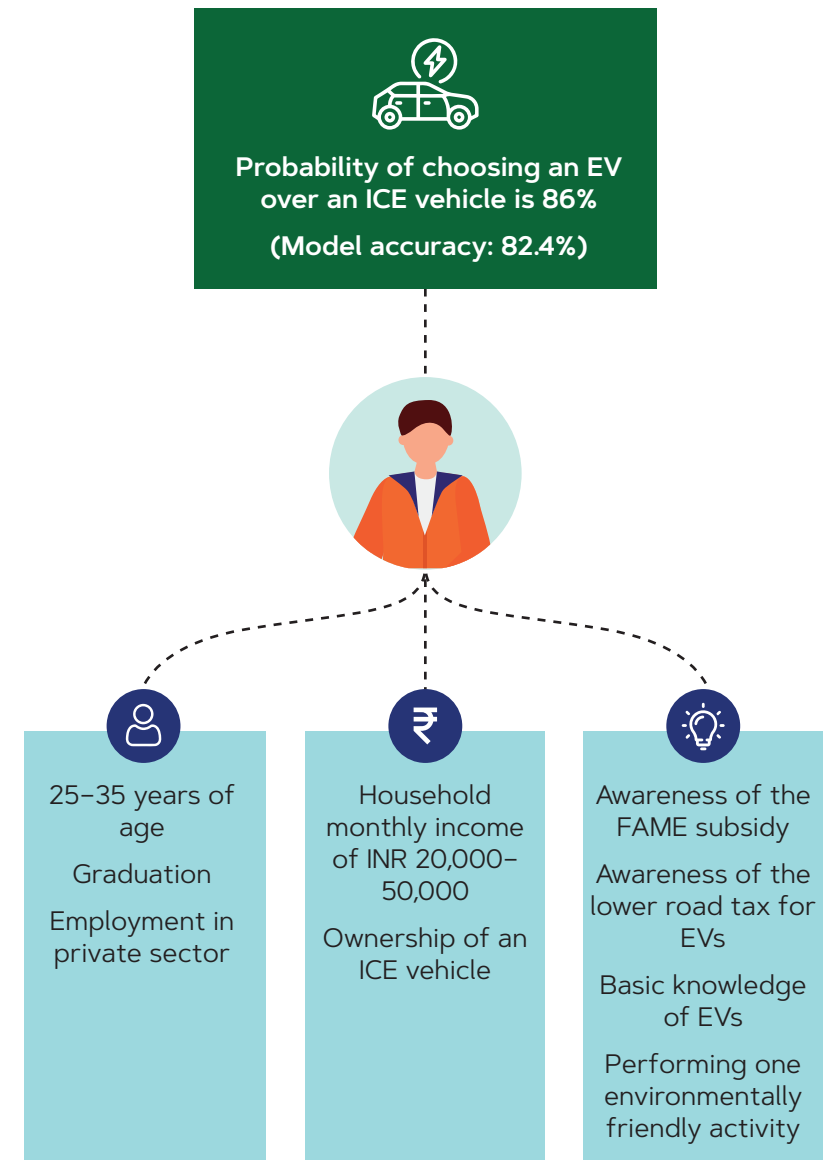 Probability of choosing an EV
over an ICE vehicle is 86%
(Model accuracy: 82.4%)
₹
25–35 years of
age
Graduation
Employment in
private sector
Household
monthly income
of INR 20,000–
50,000
Ownership of an
ICE vehicle
Awareness of the
FAME subsidy
Awareness of the
lower road tax for
EVs
Basic knowledge
of EVs
Performing one
environmentally
friendly activity